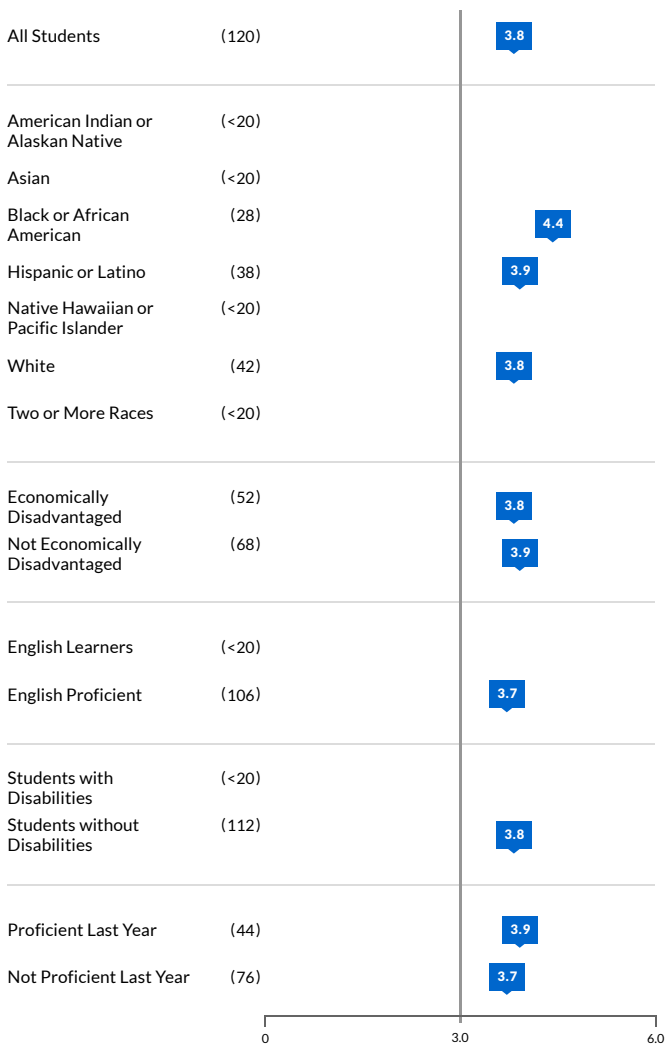 All Students (120) 3.8
American Indian or (<20)
Alaskan Native
Asian (<20)
Black or African (28) 4.4
American
Hispanic or Latino (38) 3.9
Native Hawaiian or (<20)
Pacific Islander
White (42) 3.8
Two or More Races (<20)
Economically (52) 3.8
Disadvantaged
Not Economically (68) 3.9
Disadvantaged
English Learners (<20)
English Proficient (106) 3.7
Students with (<20)
Disabilities
Students without (112) 3.8
Disabilities
Proficient Last Year (44) 3.9
Not Proficient Last Year (76) 3.7
0 3.0 6.0